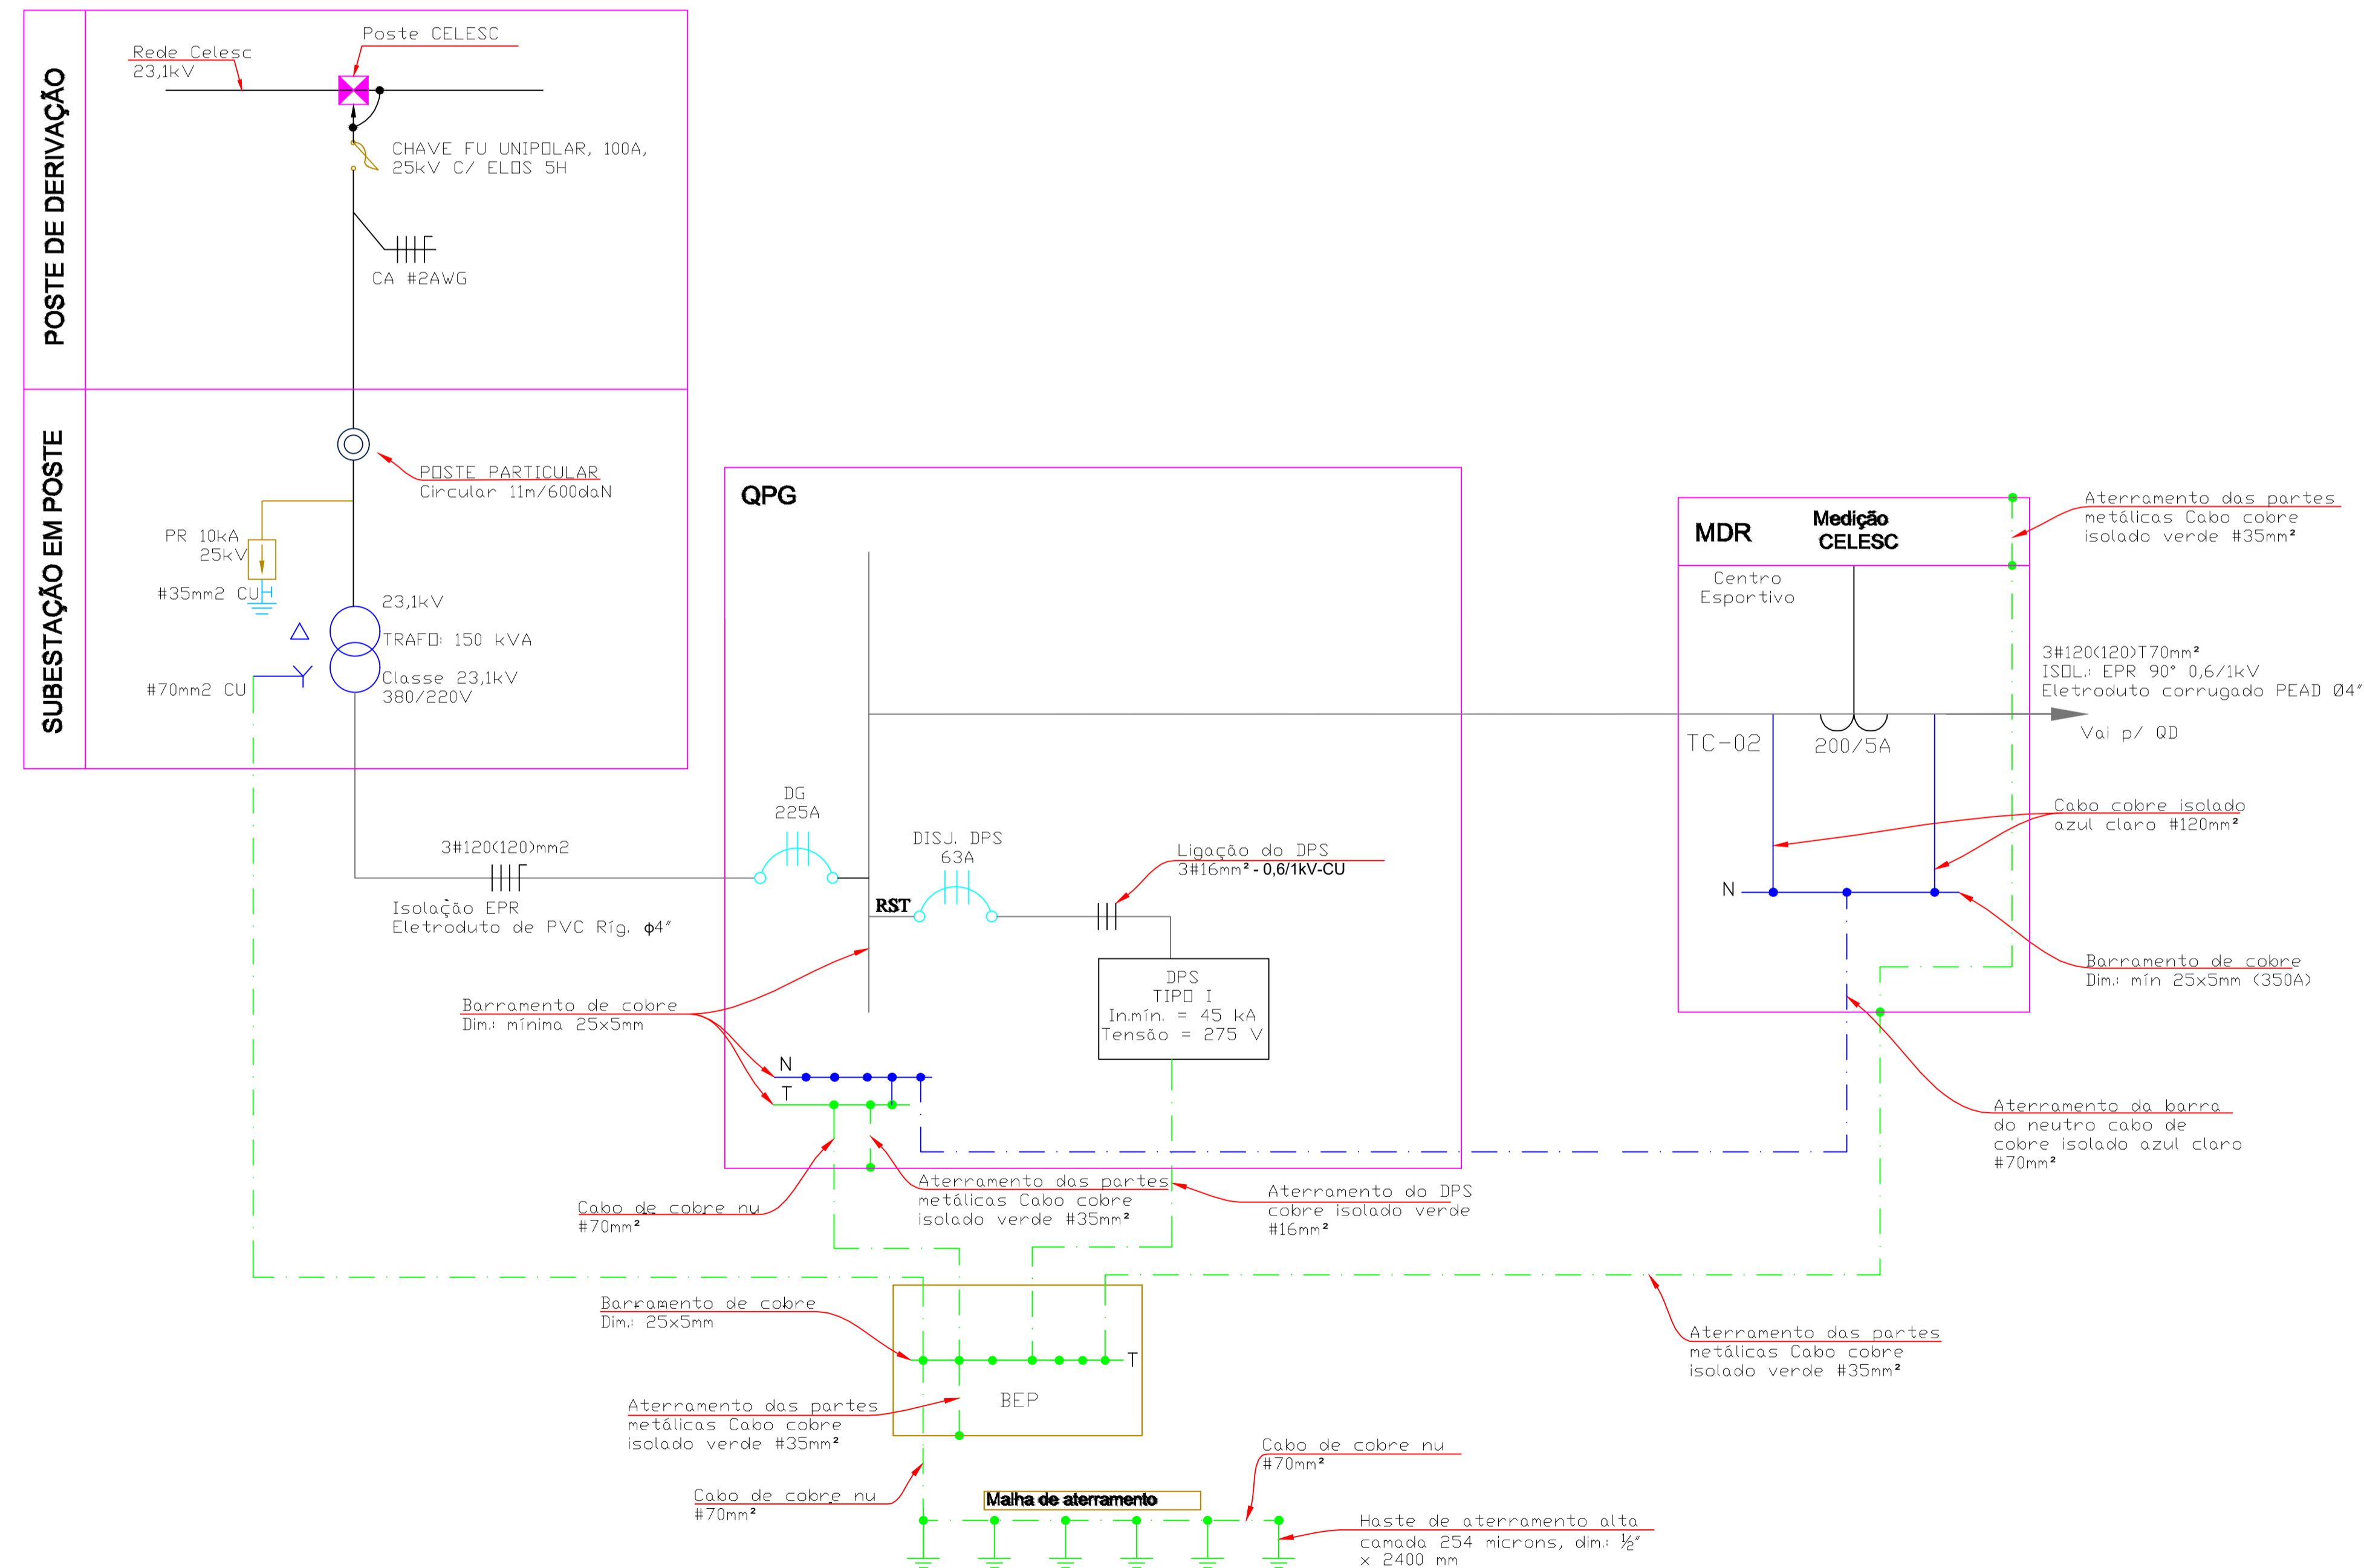 POSTE DE DERIVAÇÃO
Rede Celesc
23,1kV
Poste CELESC
CHAVE FU UNIPOLAR, 100A,
25kV C/ ELOS 5H
CA #2AWG
SUBESTAÇÃO EM POSTE
POSTE PARTICULAR
Circular 11m/600daN
PR 10kA
25kV
#35mm2 CU
23,1kV
TRAFO: 150 kVA
Classe 23,1kV
380/220V
#70mm2 CU
3#120(120)mm2
Isolação EPR
Eletroduto de PVC Ríg. ϕ4"
QPG
DG
225A
DISJ. DPS
63A
RST
Ligação do DPS
3#16mm² - 0,6/1kV-CU
DPS
TIPO I
In.mín. = 45 kA
Tensão = 275 V
Barramento de cobre
Dim.: mínima 25x5mm
N
T
Cabo de cobre nu
#70mm²
Aterramento das partes
metálicas Cabo cobre
isolado verde #35mm²
Aterramento do DPS
cobre isolado verde
#16mm²
MDR
Medição
CELESC
Centro
Esportivo
TC-02
200/5A
N
Aterramento das partes
metálicas Cabo cobre
isolado verde #35mm²
3#120(120)T70mm²
ISOL.: EPR 90° 0,6/1kV
Eletroduto corrugado PEAD Ø4"
Vai p/ QD
Cabo cobre isolado
azul claro #120mm²
Barramento de cobre
Dim.: mín 25x5mm (350A)
Aterramento da barra
do neutro cabo de
cobre isolado azul claro
#70mm²
Aterramento das partes
metálicas Cabo cobre
isolado verde #35mm²
Barramento de cobre
Dim.: 25x5mm
T
BEP
Aterramento das partes
metálicas Cabo cobre
isolado verde #35mm²
Cabo de cobre nu
#70mm²
Malha de aterramento
Cabo de cobre nu
#70mm²
Haste de aterramento alta
camada 254 microns, dim.: ½"
x 2400 mm